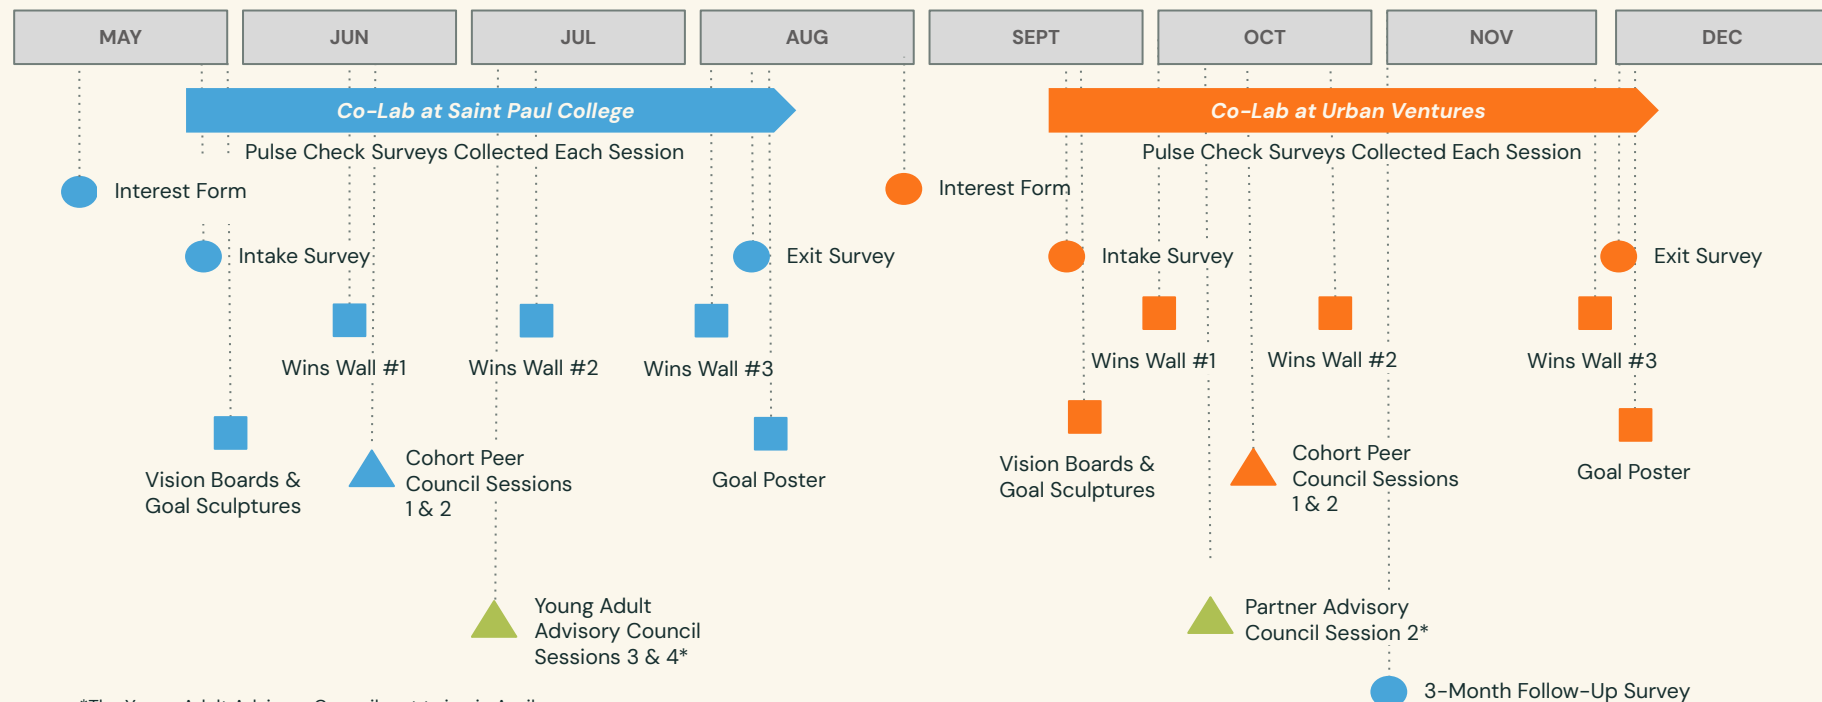 MAY JUN JUL AUG SEPT OCT NOV DEC
Co-Lab at Saint Paul College
Co-Lab at Urban Ventures
Pulse Check Surveys Collected Each Session
Pulse Check Surveys Collected Each Session
Interest Form
Interest Form
Intake Survey
Exit Survey
Intake Survey
Exit Survey
Wins Wall #1
Wins Wall #2
Wins Wall #3
Wins Wall #1
Wins Wall #2
Wins Wall #3
Vision Boards &
Goal Sculptures
Cohort Peer
Council Sessions
1 & 2
Goal Poster
Vision Boards &
Goal Sculptures
Cohort Peer
Council Sessions
1 & 2
Goal Poster
Young Adult
Advisory Council
Sessions 3 & 4*
Partner Advisory
Council Session 2*
3-Month Follow-Up Survey
*The Young Adult Advisory Council